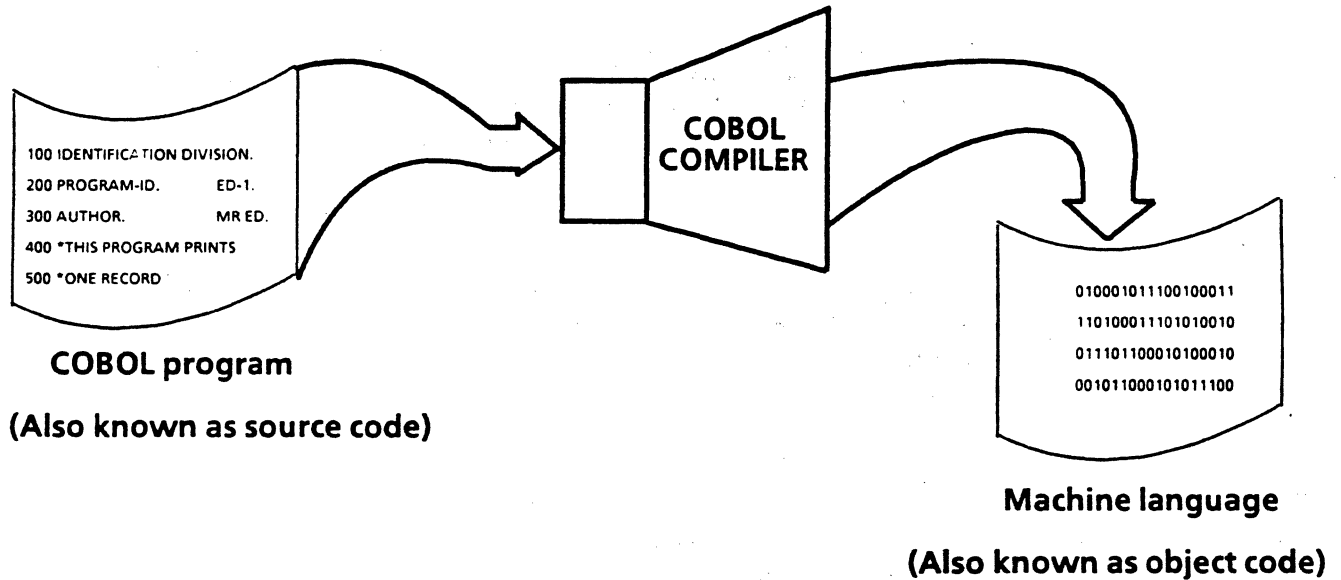 100 IDENTIFICATION DIVISION.
200 PROGRAM-ID. ED-1.
300 AUTHOR. MR ED.
400 *THIS PROGRAM PRINTS
500 *ONE RECORD
COBOL program
(Also known as source code)
COBOL
COMPILER
010001011100100011
110100011101010010
011101100010100010
001011000101011100
Machine language
(Also known as object code)